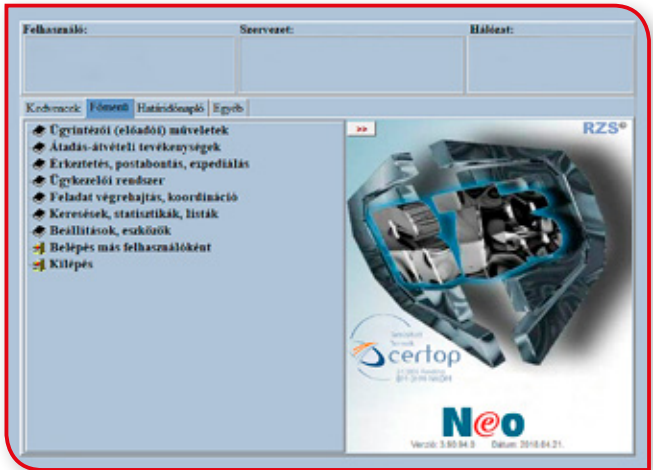 Felhasználó: Szervezet: Hálózat:
Kedvencek Főmenü Határidőnapló Egyéb
Ügyintézői (előadói) műveletek
Átadás-átvételi tevékenységek
Érkeztetés, postabontás, expediálás
Ügykezelői rendszer
Feladat végrehajtás, koordináció
Keresések, statisztikák, listák
Beállítások, eszközök
Belépés más felhasználóként
Kilépés
>>
RZS®
certop
Neo
Verzió: 3.60.94.0 Dátum: 2010.04.21.